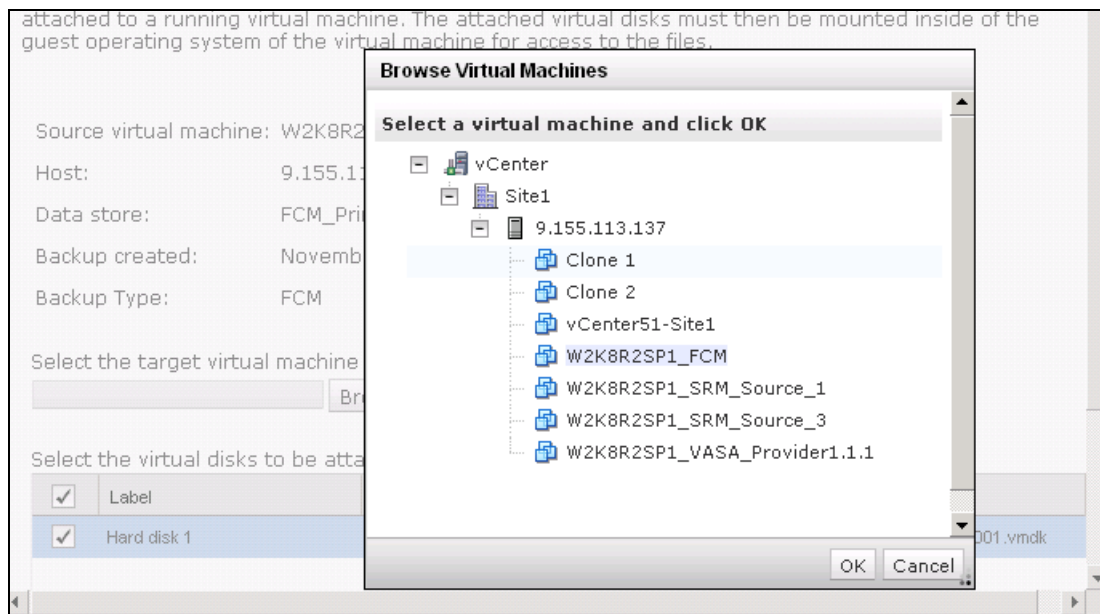 attached to a running virtual machine. The attached virtual disks must then be mounted inside of the
guest operating system of the virtual machine for access to the files.
Browse Virtual Machines
Select a virtual machine and click OK
vCenter
Site1
9.155.113.137
Clone 1
Clone 2
vCenter51-Site1
W2K8R2SP1_FCM
W2K8R2SP1_SRM_Source_1
W2K8R2SP1_SRM_Source_3
W2K8R2SP1_VASA_Provider1.1.1
OK Cancel
Source virtual machine: W2K8R2
Host: 9.155.11
Data store: FCM_Pri
Backup created: Novemb
Backup Type: FCM
Select the target virtual machine
Bro
Select the virtual disks to be atta
Label
Hard disk 1 001.vmdk